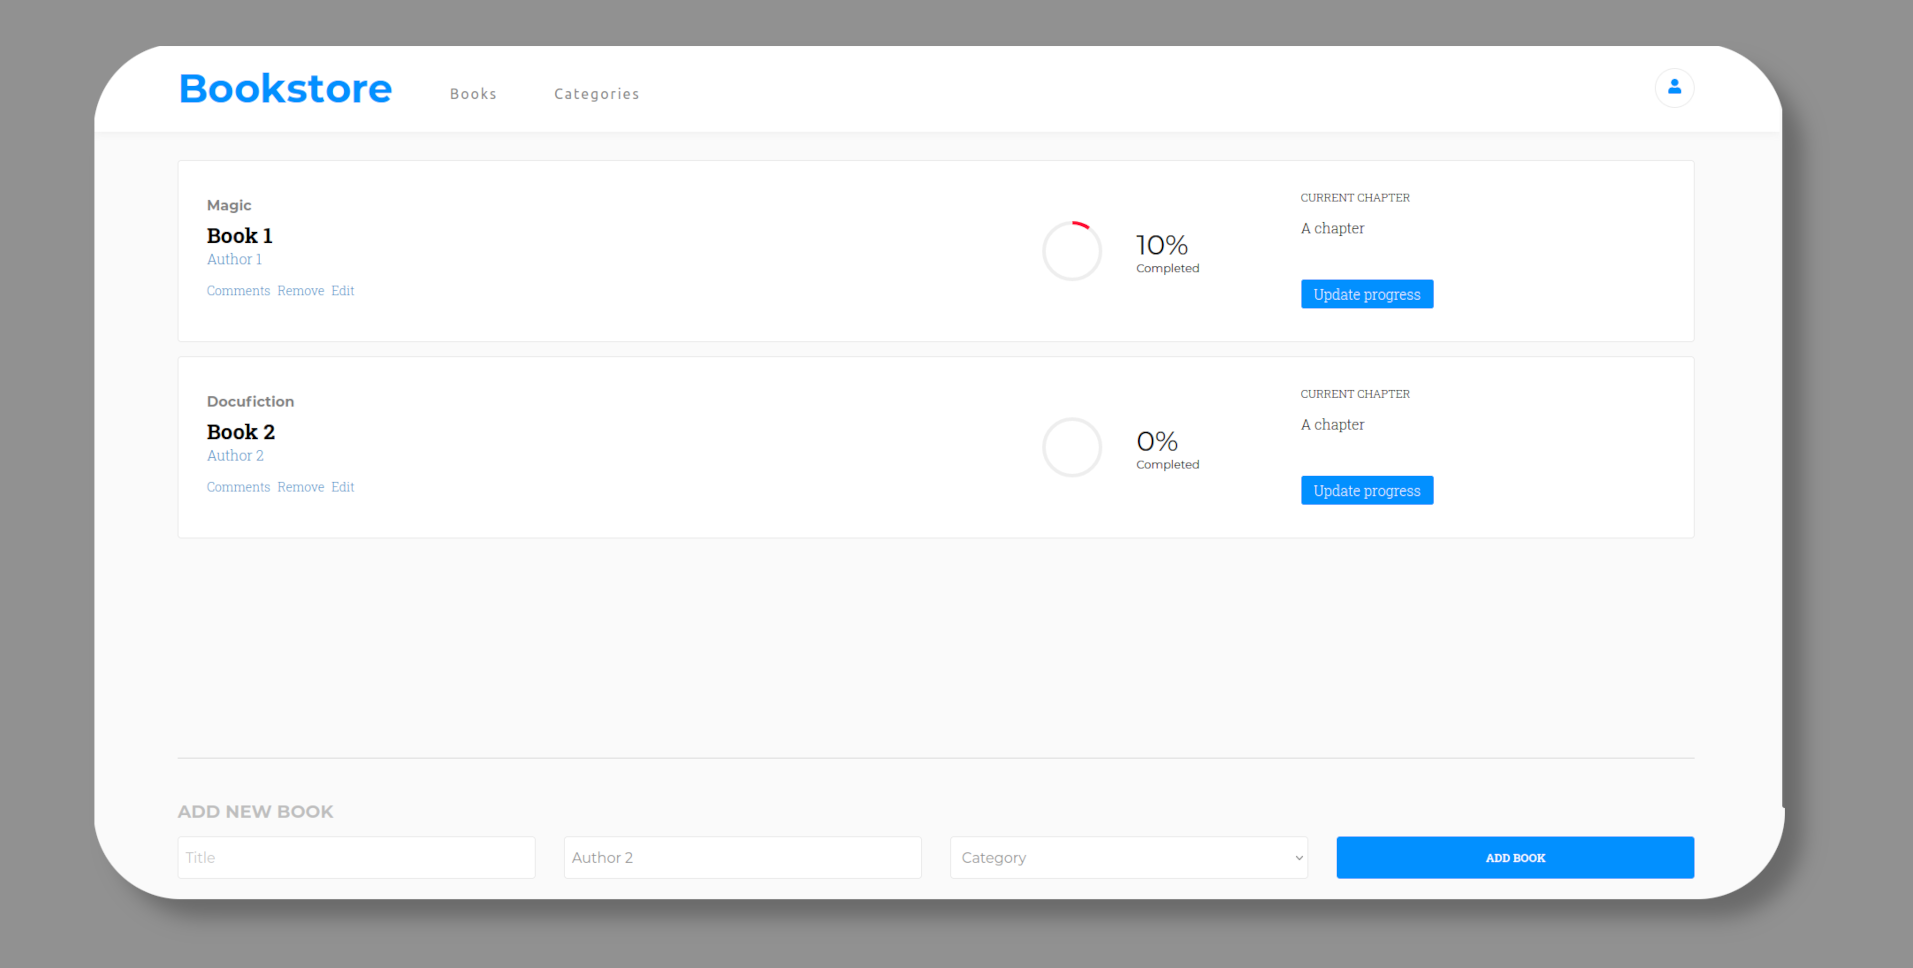 Bookstore
Books
Categories
Magic
Book 1
Author 1
Comments Remove Edit
10%
Completed
CURRENT CHAPTER
A chapter
Update progress
Docufiction
Book 2
Author 2
Comments Remove Edit
0%
Completed
CURRENT CHAPTER
A chapter
Update progress
ADD NEW BOOK
Title
Author 2
Category
ADD BOOK